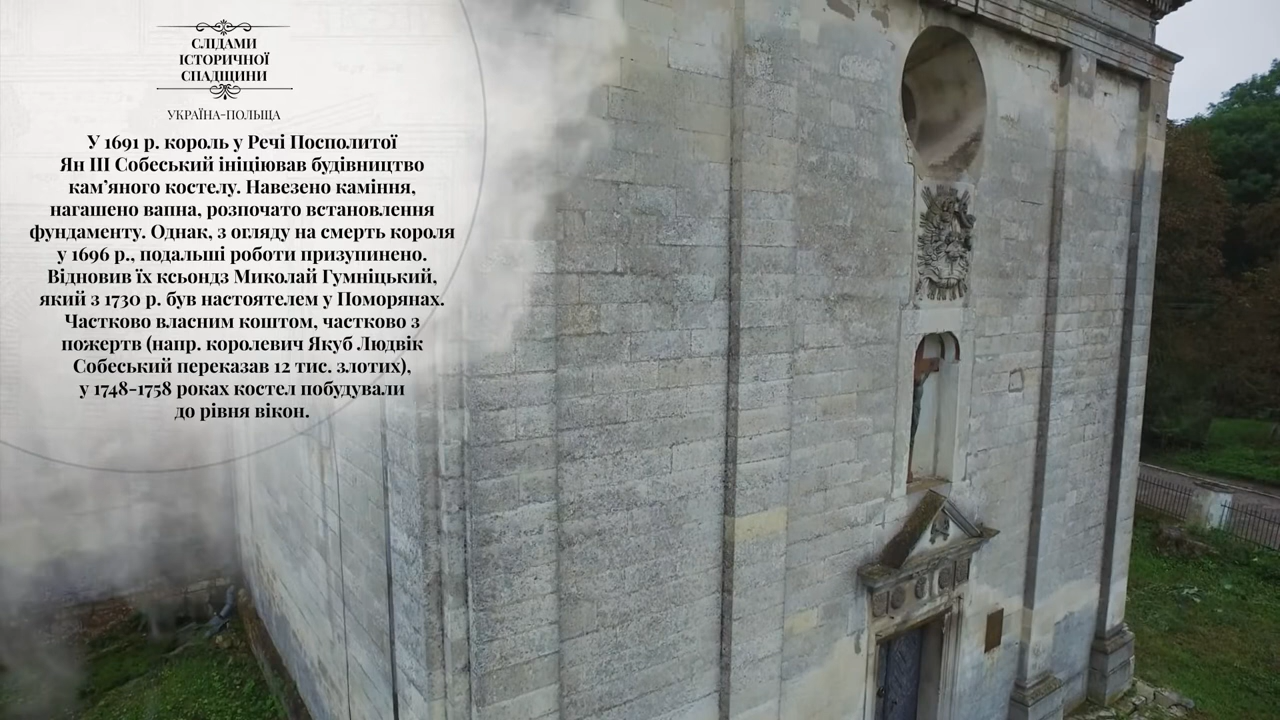 СЛІДАМИ
ІСТОРИЧНОЇ
СПАДЩИНИ
УКРАЇНА-ПОЛЬЩА
У 1691 р. король у Речі Посполитої
Ян III Собеський ініціював будівництво
кам’яного костелу. Навезено каміння,
нагашено вапна, розпочато встановлення
фундаменту. Однак, з огляду на смерть короля
у 1696 р., подальші роботи призупинено.
Відновив їх ксьондз Миколай Гумніцький,
який з 1730 р. був настоятелем у Поморянах.
Частково власним коштом, частково з
пожертв (напр. королевич Якуб Людвік
Собеський переказав 12 тис. злотих),
у 1748-1758 роках костел побудували
до рівня вікон.